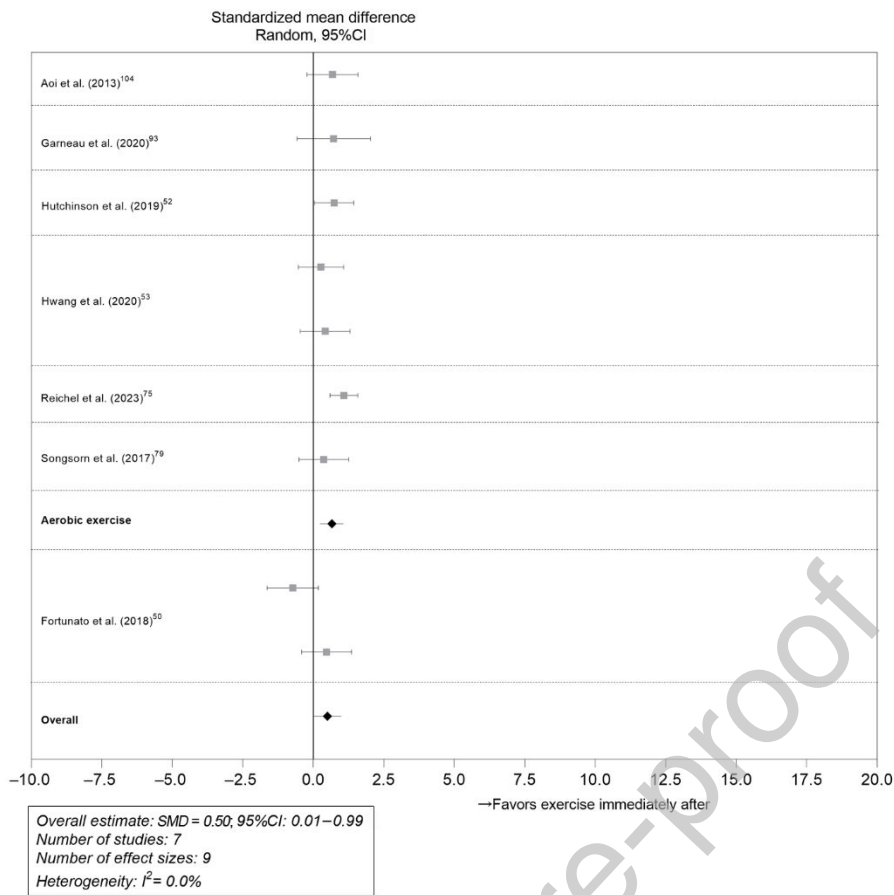 Standardized mean difference
Random, 95%CI
Aoi et al. (2013)104
Garneau et al. (2020)93
Hutchinson et al. (2019)52
Hwang et al. (2020)53
Reichel et al. (2023)75
Songsorn et al. (2017)79
Aerobic exercise
Fortunato et al. (2018)50
Overall
−10.0 −7.5 −5.0 −2.5 0.0 2.5 5.0 7.5 10.0 12.5 15.0 17.5 20.0
→Favors exercise immediately after
Overall estimate: SMD = 0.50; 95%CI: 0.01−0.99
Number of studies: 7
Number of effect sizes: 9
Heterogeneity: I2 = 0.0%
re-proof